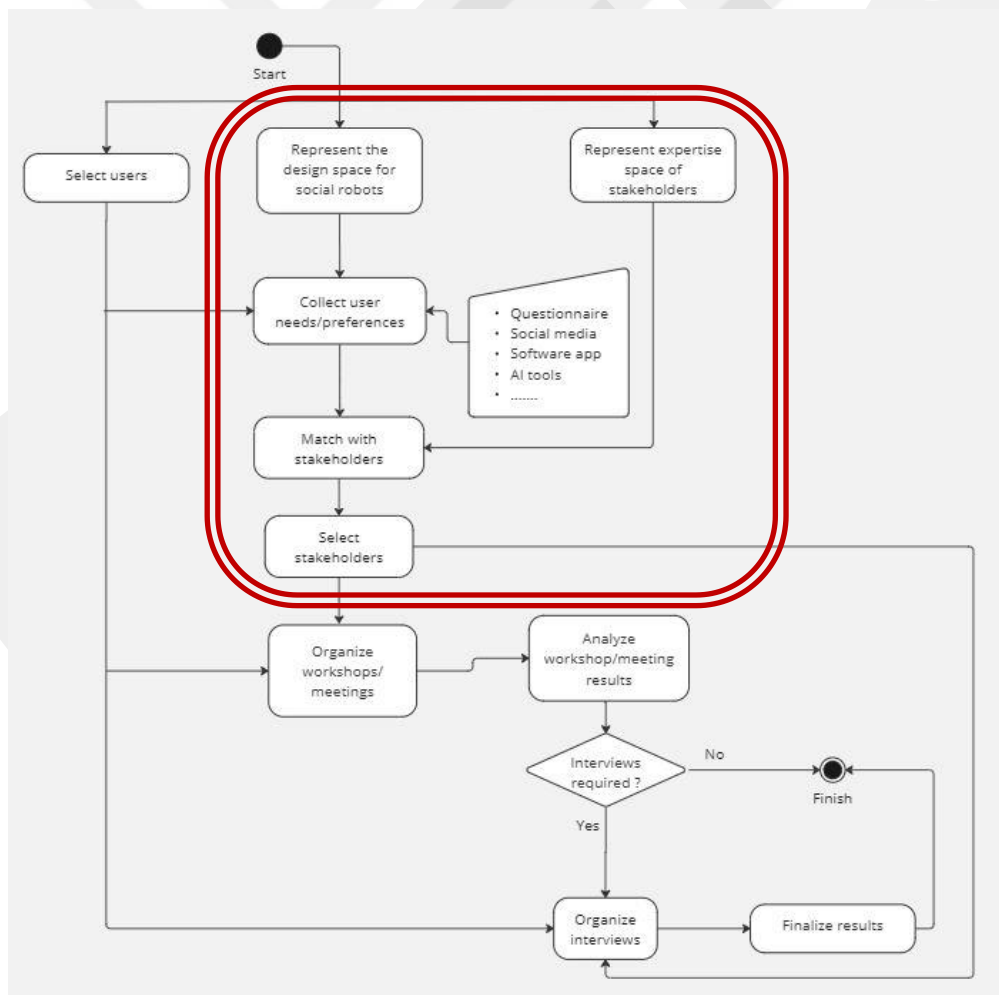 Start
Select users
Represent the
design space for
social robots
Represent expertise
space of
stakeholders
Collect user
needs/preferences
• Questionnaire
• Social media
• Software app
• AI tools
• .......
Match with
stakeholders
Select
stakeholders
Organize
workshops/
meetings
Analyze
workshop/meeting
results
Interviews
required ?
No
Finish
Yes
Organize
interviews
Finalize results